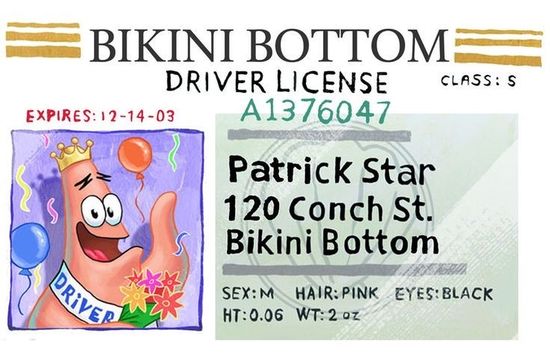 BIKINI BOTTOM
DRIVER LICENSE
CLASS: S
EXPIRES: 12-14-03
A1376047
Patrick Star
120 Conch St.
Bikini Bottom
SEX: M HAIR: PINK EYES: BLACK
HT: 0.06 WT: 2 oz
DRIVER